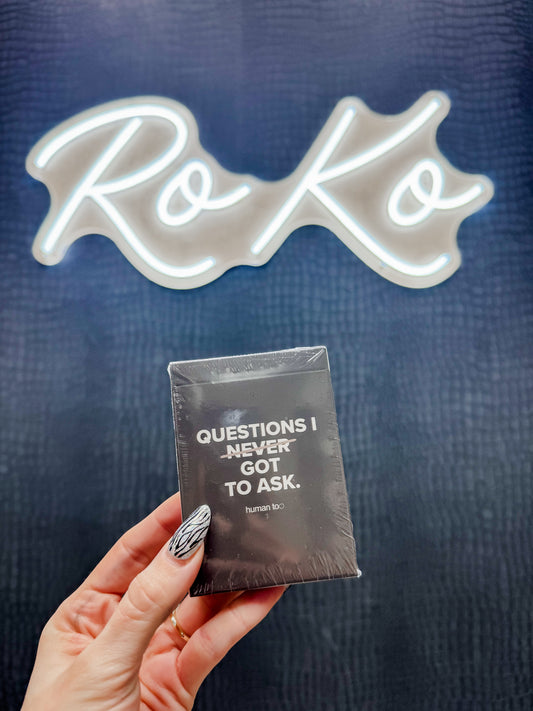 RoKo
QUESTIONS I
NEVER
GOT
TO ASK.
human too